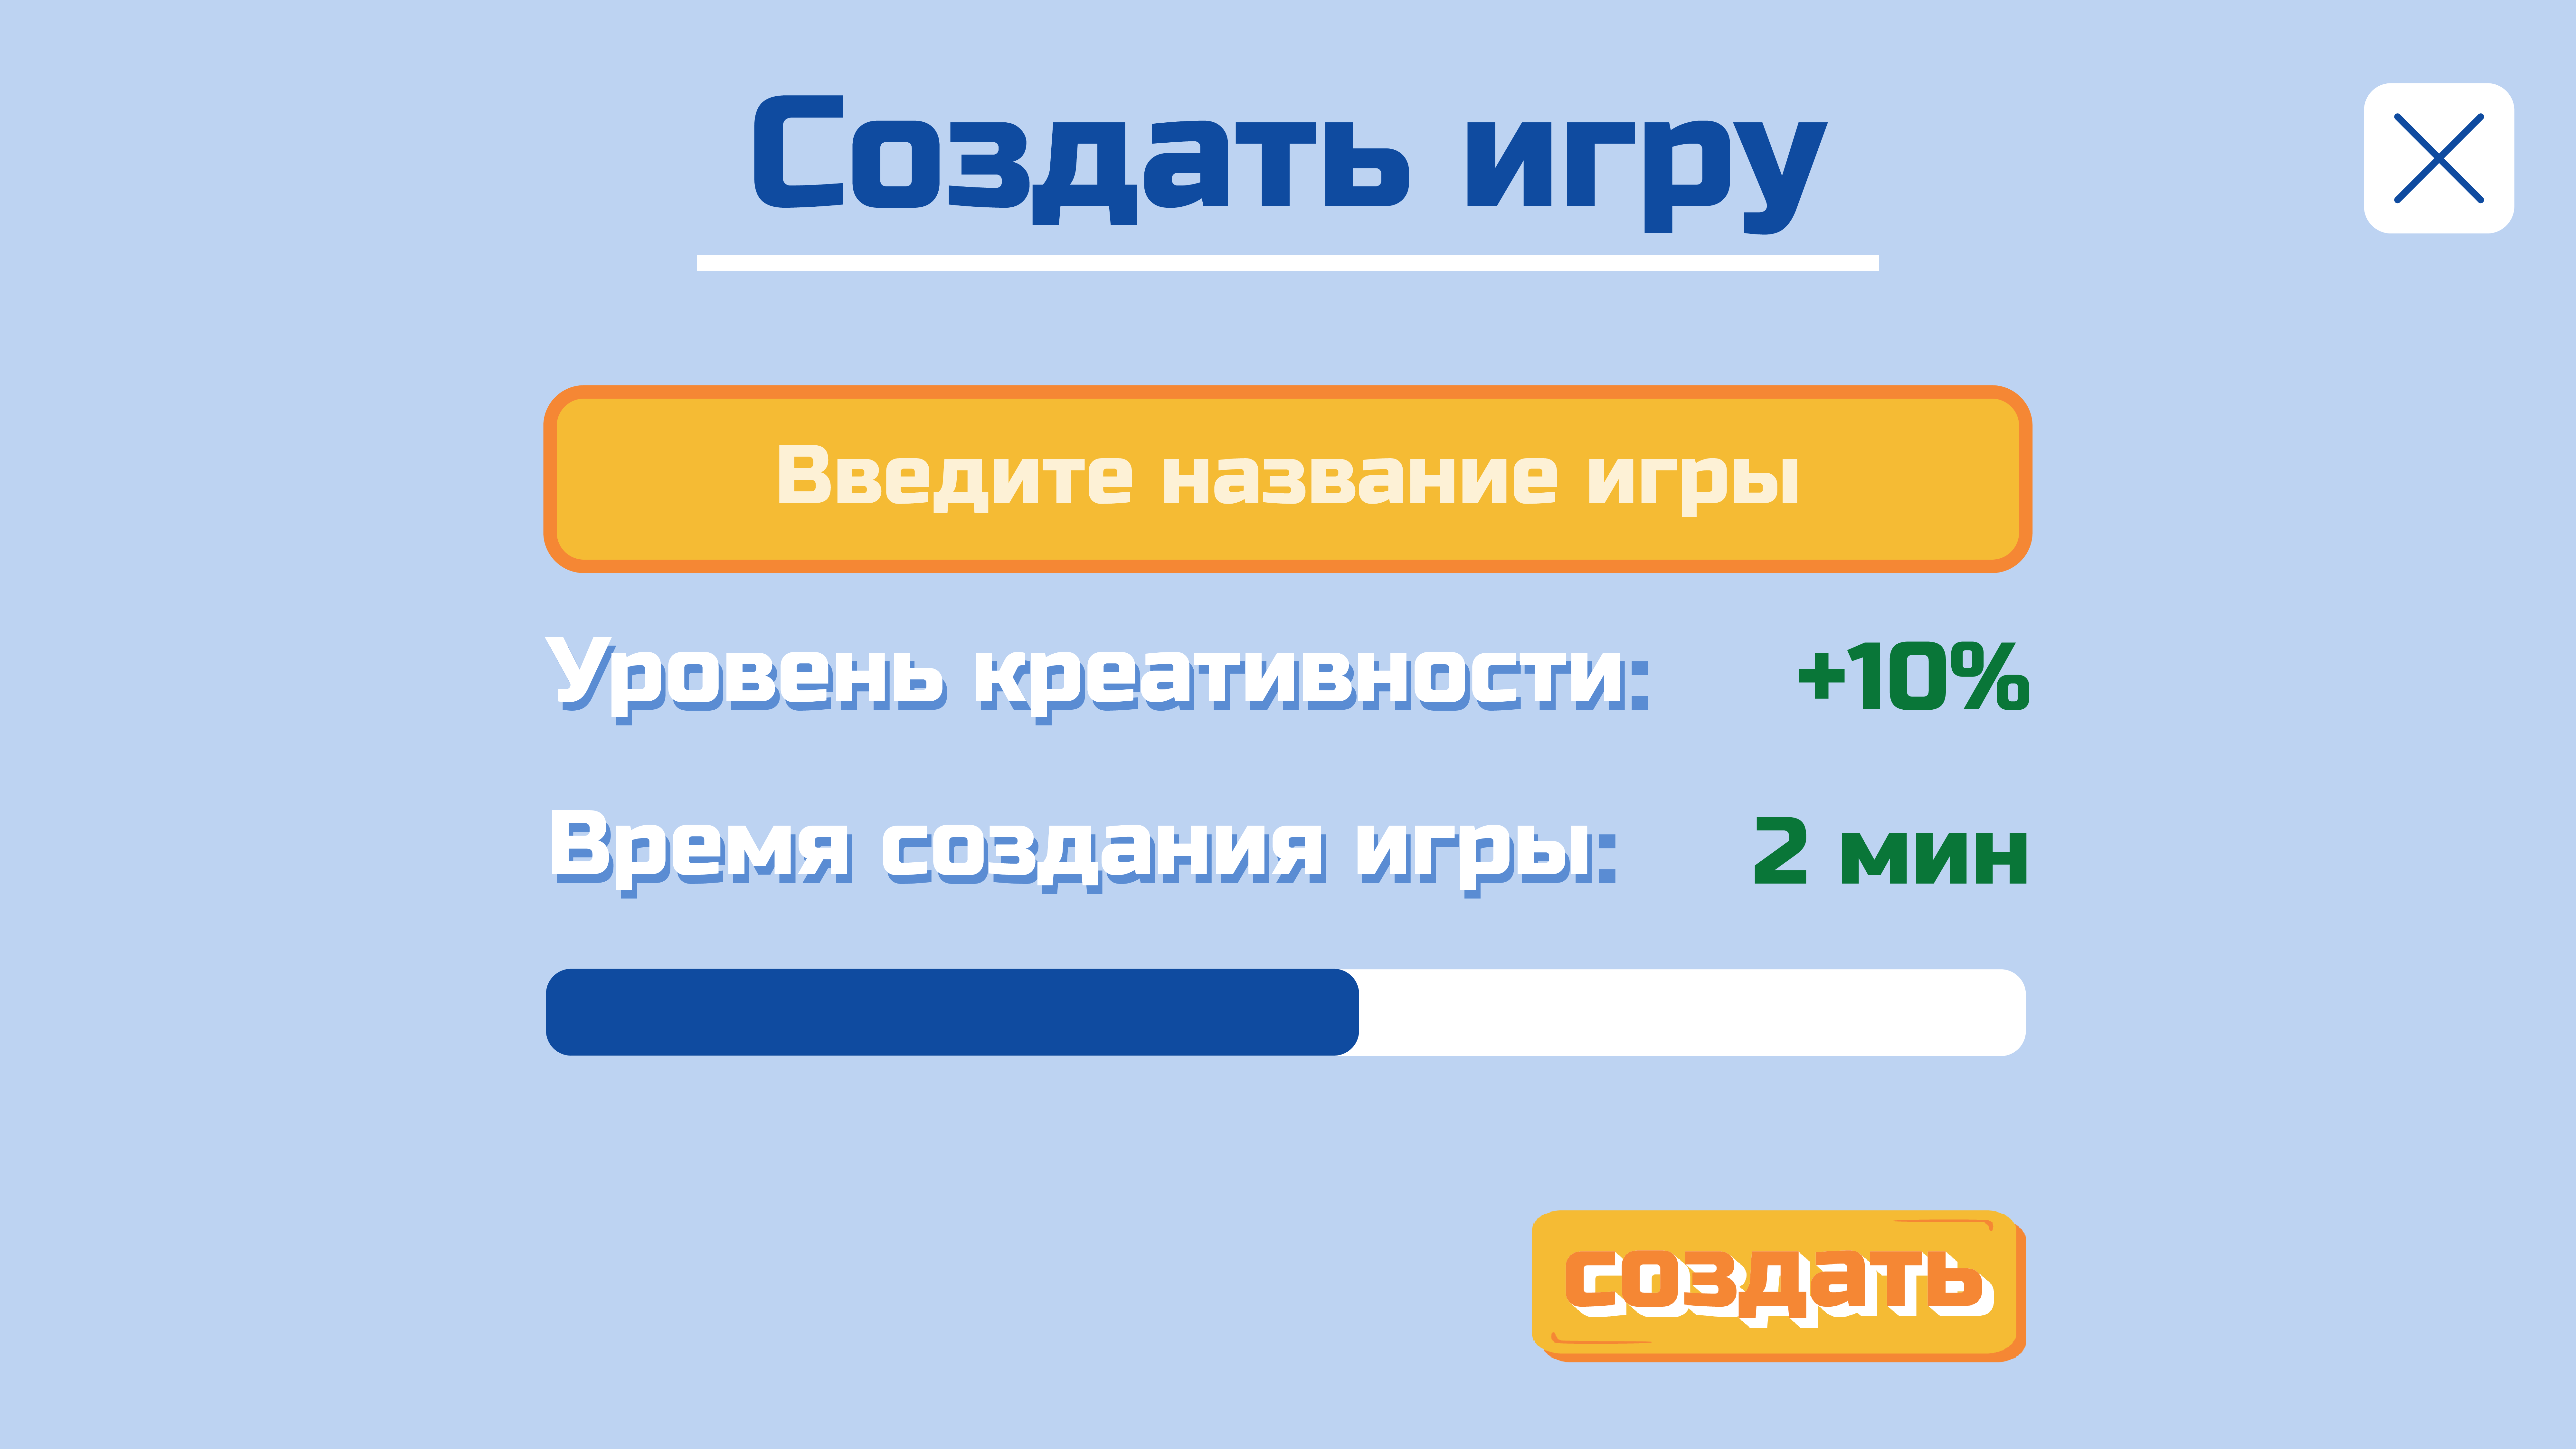 Создать игру
Введите название игры
Уровень креативности: +10%
Время создания игры: 2 мин
создать